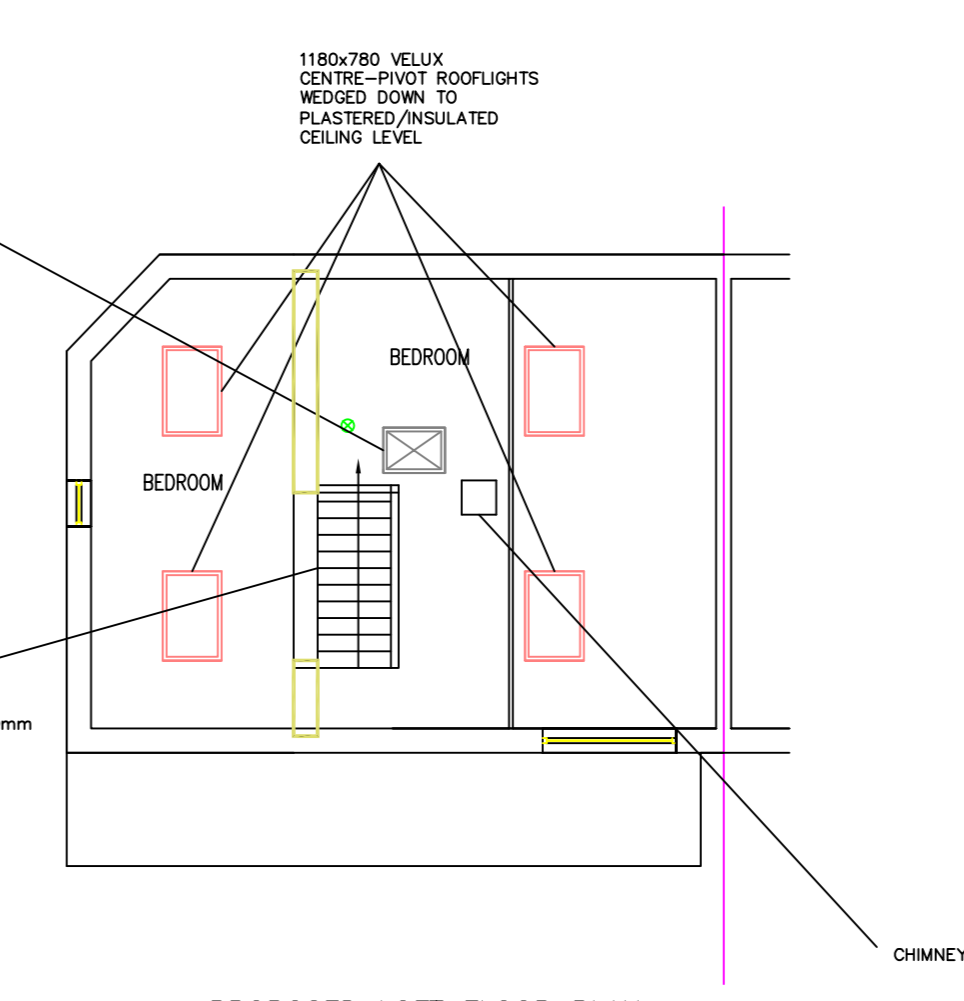 1180x780 VELUX
CENTRE-PIVOT ROOFLIGHTS
WEDGED DOWN TO
PLASTERED/INSULATED
CEILING LEVEL
BEDROOM
BEDROOM
mm
CHIMNEY